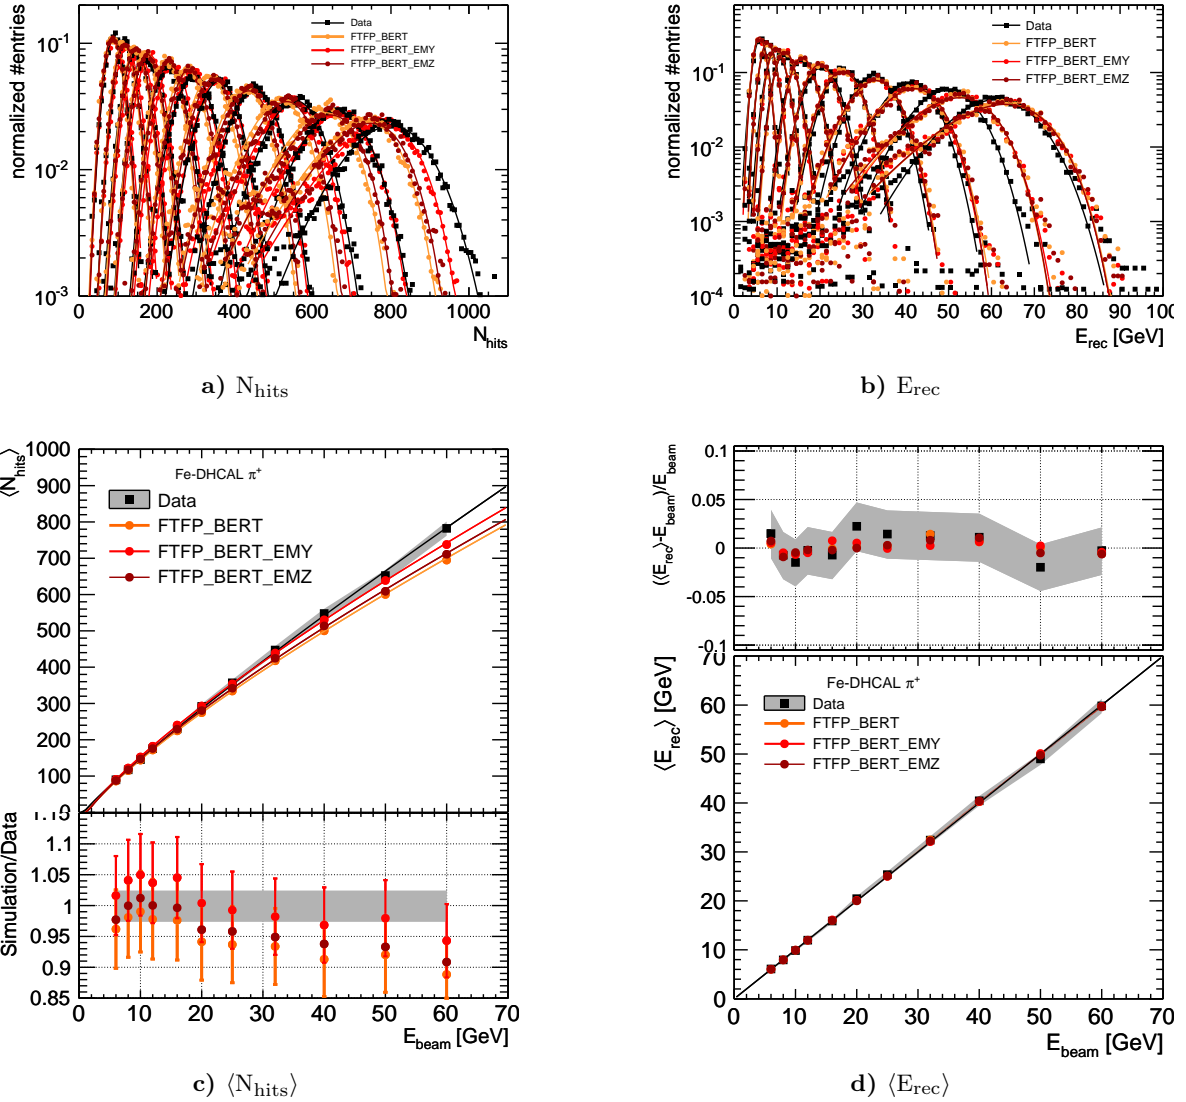 normalized #entries
10⁻¹
10⁻²
10⁻³
Data
FTFP_BERT
FTFP_BERT_EMY
FTFP_BERT_EMZ
0 200 400 600 800 1000
N_hits
a) N_hits
normalized #entries
10⁻¹
10⁻²
10⁻³
10⁻⁴
Data
FTFP_BERT
FTFP_BERT_EMY
FTFP_BERT_EMZ
0 10 20 30 40 50 60 70 80 90 100
E_rec [GeV]
b) E_rec
⟨N_hits⟩
1000
900
800
700
600
500
400
300
200
100
Fe-DHCAL π⁺
Data
FTFP_BERT
FTFP_BERT_EMY
FTFP_BERT_EMZ
Simulation/Data
1.1
1.05
1
0.95
0.9
0.85
0 10 20 30 40 50 60 70
E_beam [GeV]
c) ⟨N_hits⟩
(⟨E_rec⟩-E_beam)/E_beam
0.1
0.05
0
-0.05
-0.1
⟨E_rec⟩ [GeV]
70
60
50
40
30
20
10
0
Fe-DHCAL π⁺
Data
FTFP_BERT
FTFP_BERT_EMY
FTFP_BERT_EMZ
0 10 20 30 40 50 60 70
E_beam [GeV]
d) ⟨E_rec⟩